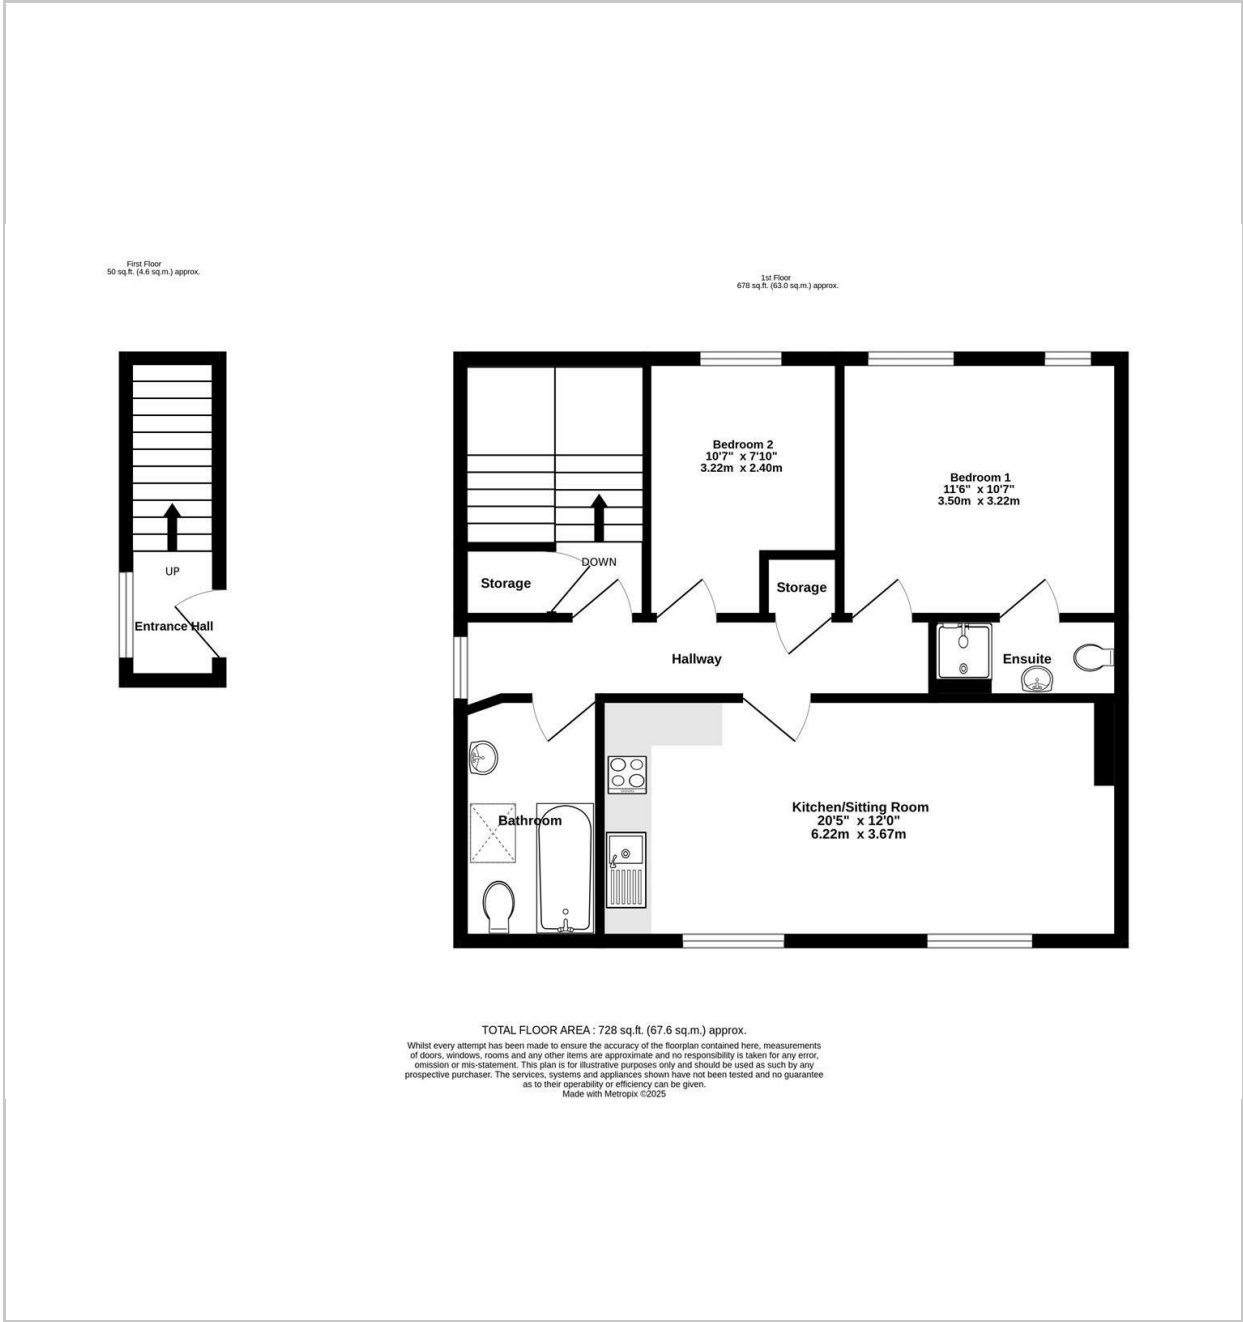 First Floor
50 sq.ft. (4.6 sq.m.) approx.
1st Floor
678 sq.ft. (63.0 sq.m.) approx.
UP
Entrance Hall
Bedroom 2
10'7" x 7'10"
3.22m x 2.40m
Bedroom 1
11'6" x 10'7"
3.50m x 3.22m
DOWN
Storage
Storage
Hallway
Ensuite
Kitchen/Sitting Room
20'5" x 12'0"
6.22m x 3.67m
Bathroom
TOTAL FLOOR AREA : 728 sq.ft. (67.6 sq.m.) approx.
Whilst every attempt has been made to ensure the accuracy of the floorplan contained here, measurements
of doors, windows, rooms and any other items are approximate and no responsibility is taken for any error,
omission or mis-statement. This plan is for illustrative purposes only and should be used as such by any
prospective purchaser. The services, systems and appliances shown have not been tested and no guarantee
as to their operability or efficiency can be given.
Made with Metropix ©2025